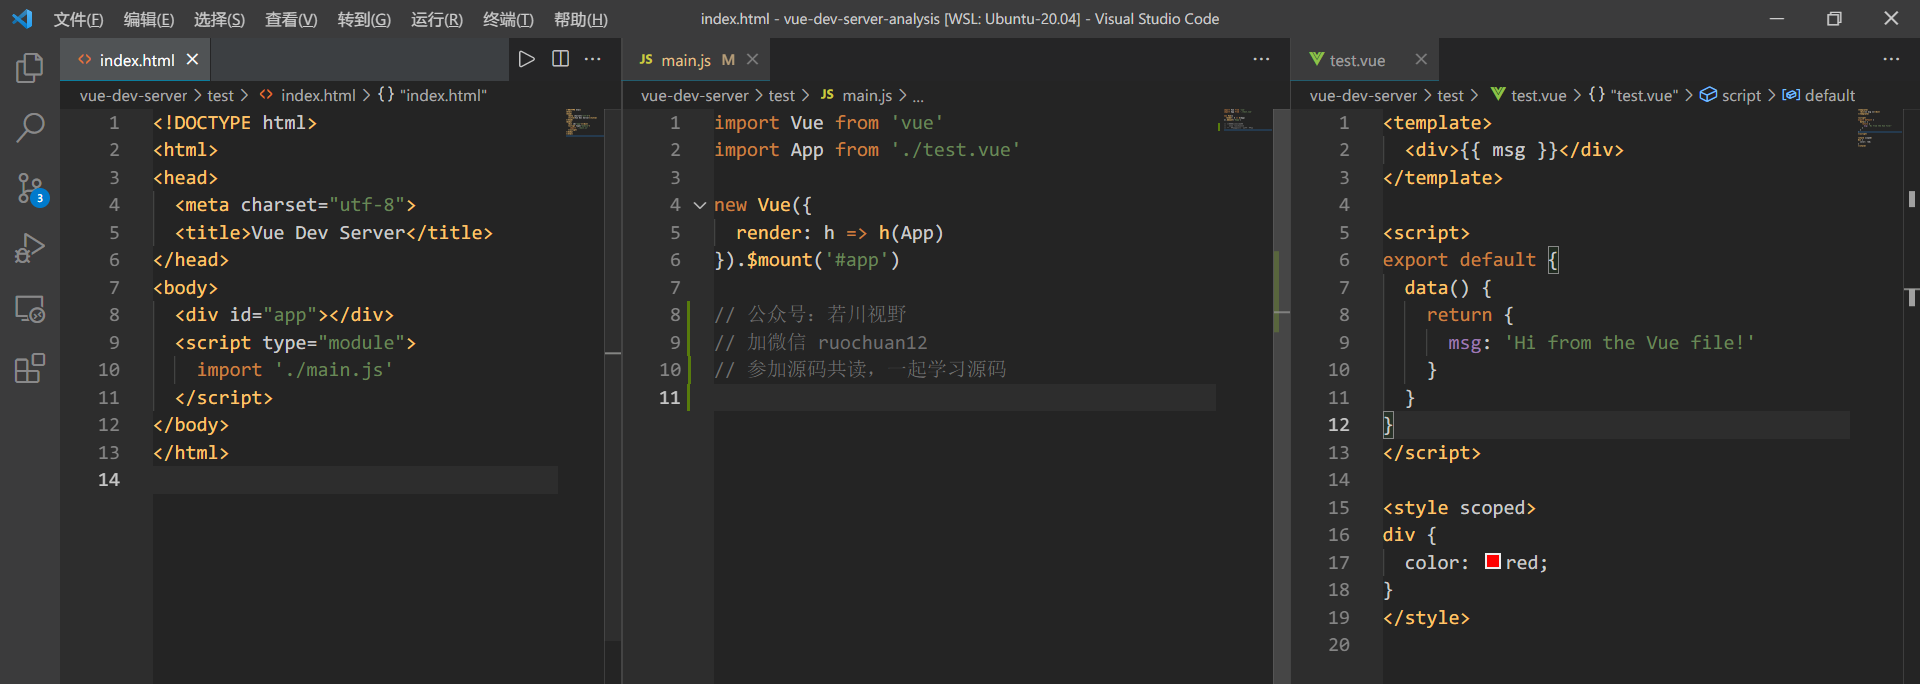 文件(F) 编辑(E) 选择(S) 查看(V) 转到(G) 运行(R) 终端(T) 帮助(H)
index.html - vue-dev-server-analysis [WSL: Ubuntu-20.04] - Visual Studio Code
3
<> index.html
vue-dev-server > test > <> index.html > {} "index.html"
1 <!DOCTYPE html>
2 <html>
3 <head>
4   <meta charset="utf-8">
5   <title>Vue Dev Server</title>
6 </head>
7 <body>
8   <div id="app"></div>
9   <script type="module">
10     import './main.js'
11   </script>
12 </body>
13 </html>
14
JS main.js M
vue-dev-server > test > JS main.js > ...
1 import Vue from 'vue'
2 import App from './test.vue'
3
4 new Vue({
5   render: h => h(App)
6 }).$mount('#app')
7
8 // 公众号：若川视野
9 // 加微信 ruochuan12
10 // 参加源码共读，一起学习源码
11
test.vue
vue-dev-server > test > test.vue > {} "test.vue" > script > default
1 <template>
2   <div>{{ msg }}</div>
3 </template>
4
5 <script>
6 export default {
7   data() {
8     return {
9       msg: 'Hi from the Vue file!'
10     }
11   }
12 }
13 </script>
14
15 <style scoped>
16 div {
17   color: red;
18 }
19 </style>
20